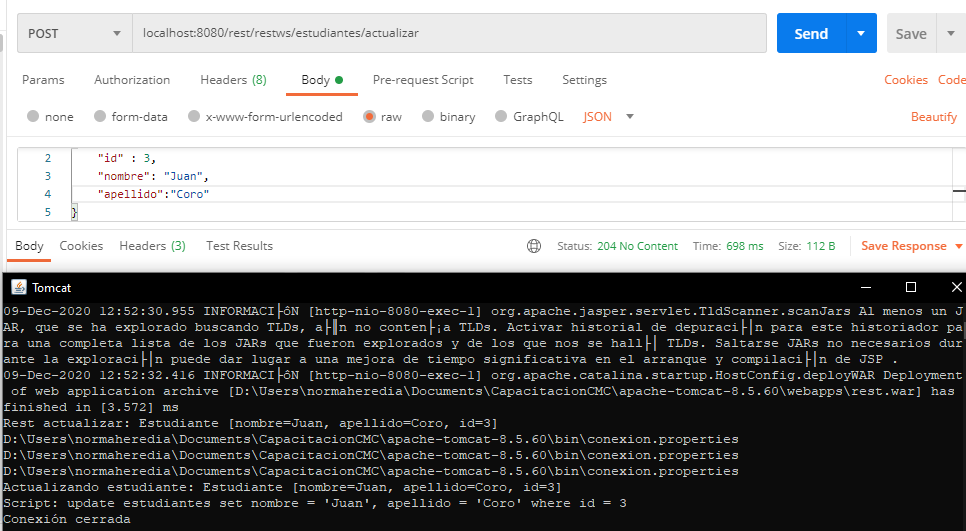 POST
localhost:8080/rest/restws/estudiantes/actualizar
Send
Save
Params Authorization Headers (8) Body Pre-request Script Tests Settings Cookies Code
none form-data x-www-form-urlencoded raw binary GraphQL JSON Beautify
2 "id" : 3,
3 "nombre": "Juan",
4 "apellido":"Coro"
5 }
Body Cookies Headers (3) Test Results Status: 204 No Content Time: 698 ms Size: 112 B Save Response
Tomcat
09-Dec-2020 12:52:30.955 INFORMACI├ôN [http-nio-8080-exec-1] org.apache.jasper.servlet.TldScanner.scanJars Al menos un J
AR, que se ha explorado buscando TLDs, a├║n no conten├¡a TLDs. Activar historial de depuraci├│n para este historiador pa
ra una completa lista de los JARs que fueron explorados y de los que nos se hall├│ TLDs. Saltarse JARs no necesarios dur
ante la exploraci├│n puede dar lugar a una mejora de tiempo significativa en el arranque y compilaci├│n de JSP .
09-Dec-2020 12:52:32.416 INFORMACI├ôN [http-nio-8080-exec-1] org.apache.catalina.startup.HostConfig.deployWAR Deployment
of web application archive [D:\Users\normaheredia\Documents\CapacitacionCMC\apache-tomcat-8.5.60\webapps\rest.war] has
finished in [3.572] ms
Rest actualizar: Estudiante [nombre=Juan, apellido=Coro, id=3]
D:\Users\normaheredia\Documents\CapacitacionCMC\apache-tomcat-8.5.60\bin\conexion.properties
D:\Users\normaheredia\Documents\CapacitacionCMC\apache-tomcat-8.5.60\bin\conexion.properties
D:\Users\normaheredia\Documents\CapacitacionCMC\apache-tomcat-8.5.60\bin\conexion.properties
Actualizando estudiante: Estudiante [nombre=Juan, apellido=Coro, id=3]
Script: update estudiantes set nombre = 'Juan', apellido = 'Coro' where id = 3
Conexión cerrada